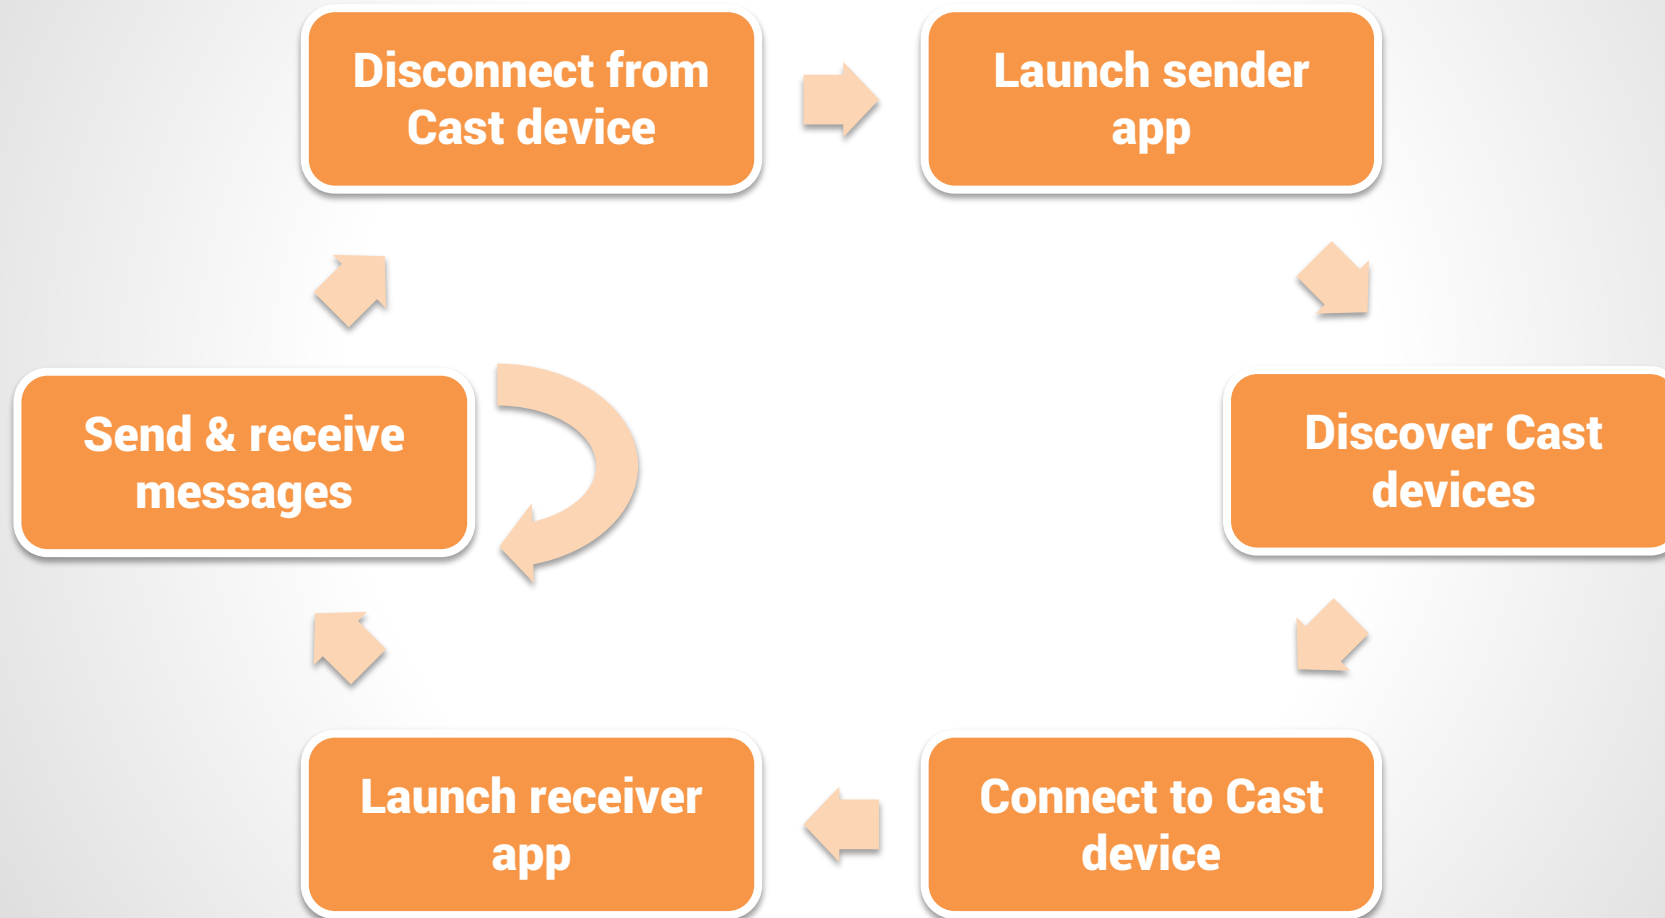 Disconnect from
Cast device
Launch sender
app
Send & receive
messages
Discover Cast
devices
Launch receiver
app
Connect to Cast
device